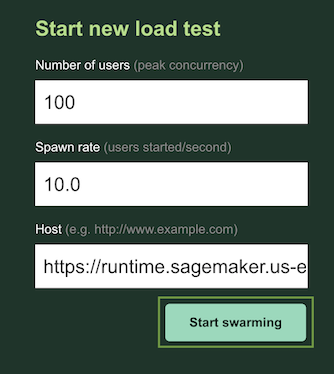 Start new load test
Number of users (peak concurrency)
100
Spawn rate (users started/second)
10.0
Host (e.g. http://www.example.com)
https://runtime.sagemaker.us-e
Start swarming